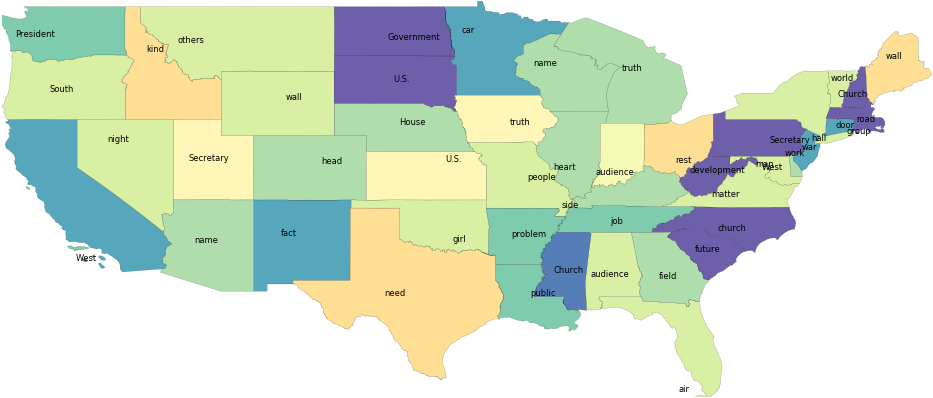 President
kind
others
Government
car
name
truth
wall
South
wall
U.S.
world
Church
night
Secretary
House
truth
door
road
group
Secretary
hall
war
work
head
U.S.
people
heart
audience
rest
development
man
West
matter
side
name
fact
girl
problem
job
church
future
West
need
public
Church
audience
field
air